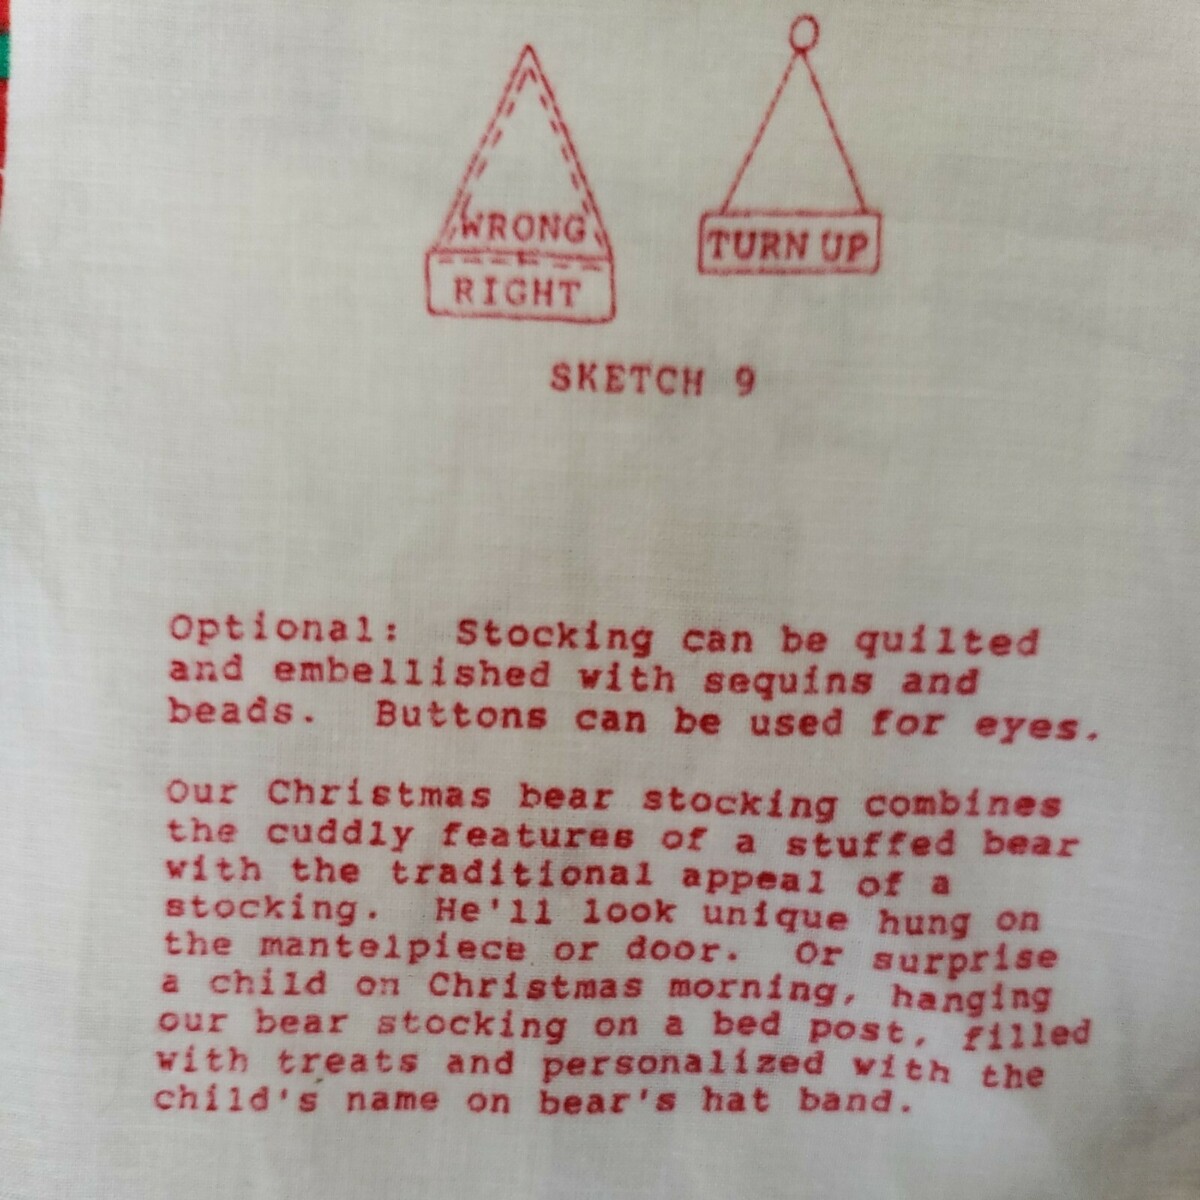 WRONG
RIGHT
TURN UP
SKETCH 9
Optional:  Stocking can be quilted
and embellished with sequins and
beads.  Buttons can be used for eyes.
Our Christmas bear stocking combines
the cuddly features of a stuffed bear
with the traditional appeal of a
stocking.  He'll look unique hung on
the mantelpiece or door.  Or surprise
a child on Christmas morning, hanging
our bear stocking on a bed post, filled
with treats and personalized with the
child's name on bear's hat band.